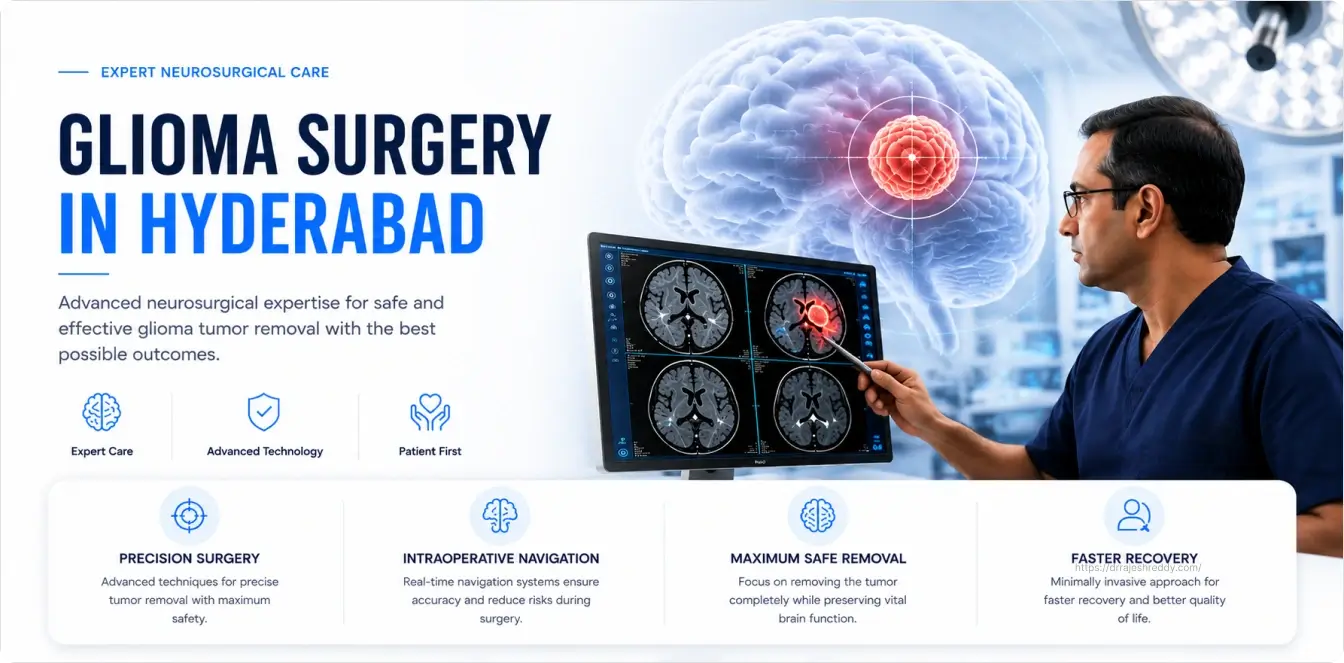 EXPERT NEUROSURGICAL CARE
GLIOMA SURGERY
IN HYDERABAD
Advanced neurosurgical expertise for safe and
effective glioma tumor removal with the best
possible outcomes.
Expert Care
Advanced Technology
Patient First
PRECISION SURGERY
Advanced techniques for precise
tumor removal with maximum
safety.
INTRAOPERATIVE NAVIGATION
Real-time navigation systems ensure
accuracy and reduce risks during
surgery.
MAXIMUM SAFE REMOVAL
Focus on removing the tumor
completely while preserving vital
brain function.
FASTER RECOVERY
https://drrajeshreddy.com/
Minimally invasive approach for
faster recovery and better quality
of life.